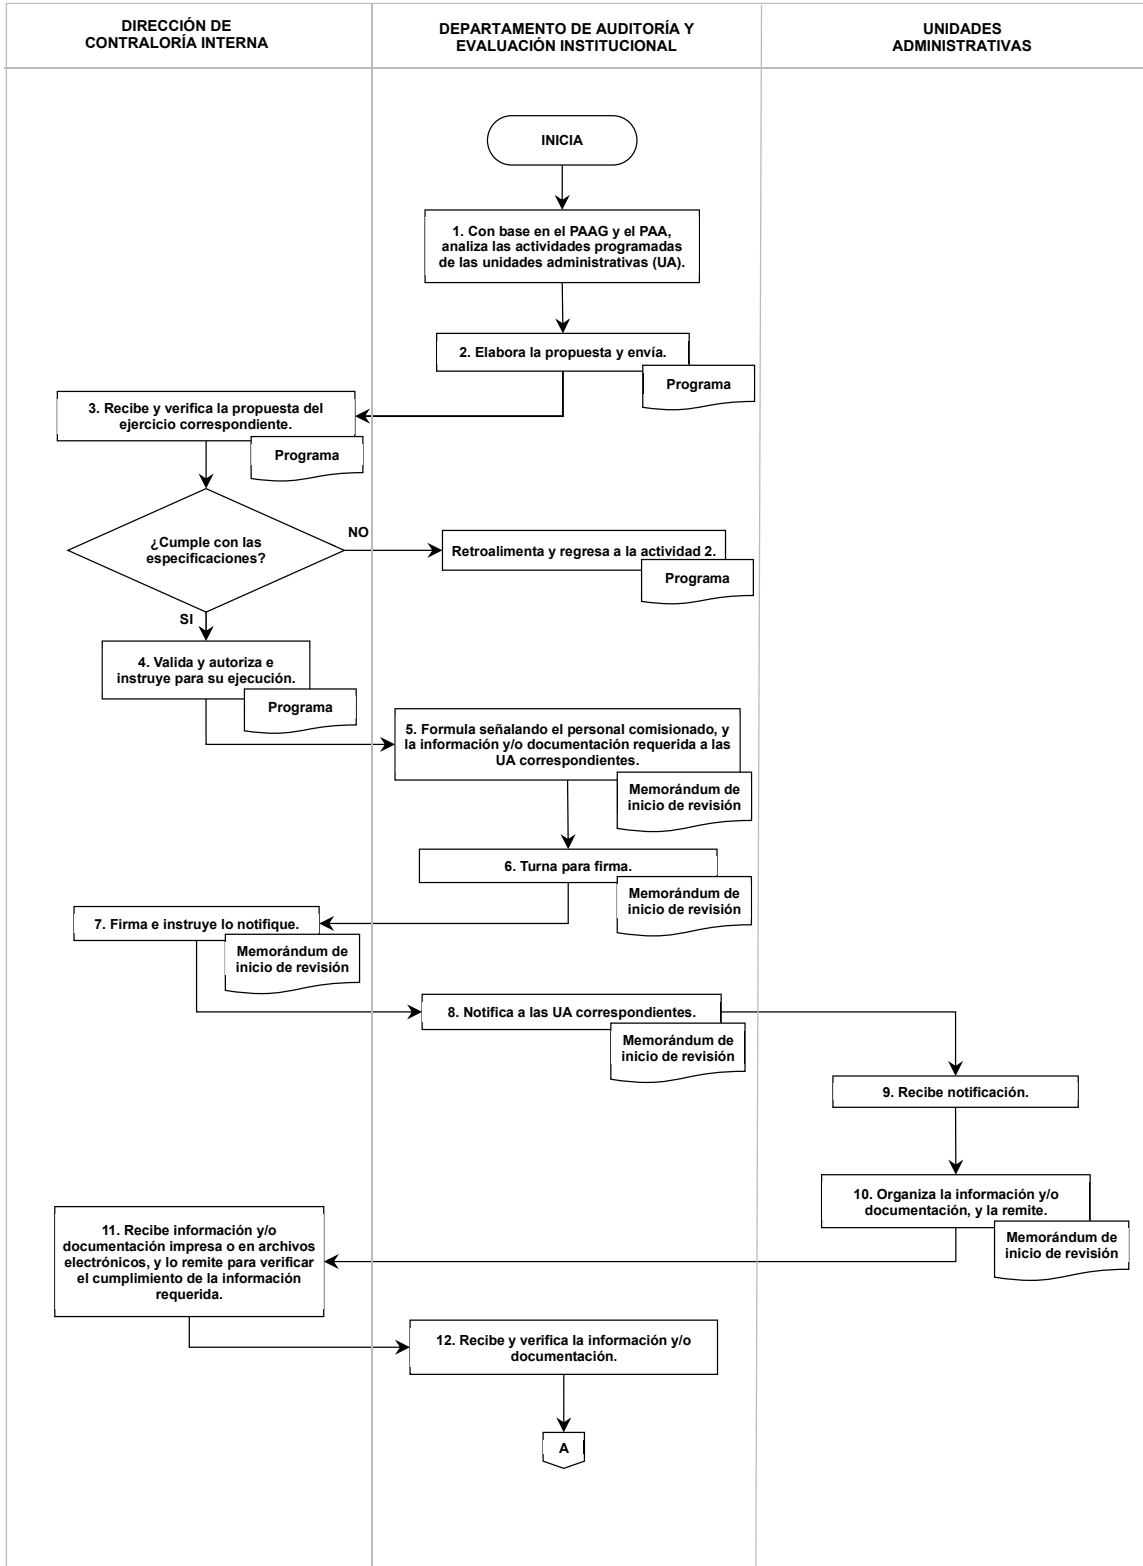 DIRECCIÓN DE
CONTRALORÍA INTERNA
DEPARTAMENTO DE AUDITORÍA Y
EVALUACIÓN INSTITUCIONAL
UNIDADES
ADMINISTRATIVAS
INICIA
1. Con base en el PAAG y el PAA,
analiza las actividades programadas
de las unidades administrativas (UA).
2. Elabora la propuesta y envía.
Programa
3. Recibe y verifica la propuesta del
ejercicio correspondiente.
Programa
¿Cumple con las
especificaciones?
NO
Retroalimenta y regresa a la actividad 2.
Programa
SI
4. Valida y autoriza e
instruye para su ejecución.
Programa
5. Formula señalando el personal comisionado, y
la información y/o documentación requerida a las
UA correspondientes.
Memorándum de
inicio de revisión
6. Turna para firma.
Memorándum de
inicio de revisión
7. Firma e instruye lo notifique.
Memorándum de
inicio de revisión
8. Notifica a las UA correspondientes.
Memorándum de
inicio de revisión
9. Recibe notificación.
10. Organiza la información y/o
documentación, y la remite.
Memorándum de
inicio de revisión
11. Recibe información y/o
documentación impresa o en archivos
electrónicos, y lo remite para verificar
el cumplimiento de la información
requerida.
12. Recibe y verifica la información y/o
documentación.
A